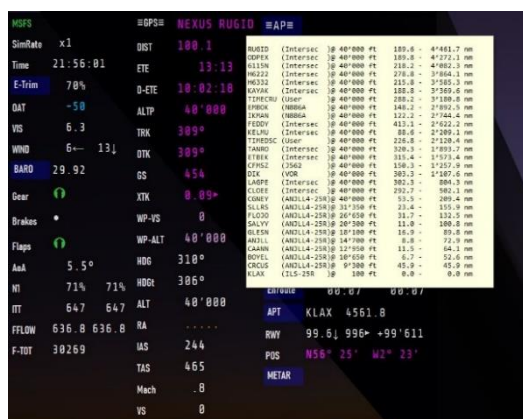 MSFS
SimRate x1
Time 21:56:01
E-Trim 70%
OAT -50
VIS 6.3
WIND 6← 13↓
BARO 29.92
Gear
Brakes
Flaps
AoA 5.5°
N1 71% 71%
ITT 647 647
FFLOW 636.8 636.8
F-TOT 30269
≡GPS≡ NEXUS RUGID
DIST 100.1
ETE 13:13
D-ETE 10:02:18
ALTP 40'000
TRK 309°
DTK 309°
GS 454
XTK 0.09►
WP-VS 0
WP-ALT 40'000
HDG 310°
HDGt 306°
ALT 40'000
RA .....
IAS 244
TAS 465
Mach .8
VS 0
≡AP≡
RUGID (Intersec )@ 40°000 ft 189.6 - 4°461.7 nm
ODPEX (Intersec )@ 40°000 ft 189.8 - 4°272.1 nm
6115N (Intersec )@ 40°000 ft 218.2 - 4°082.3 nm
H6222 (Intersec )@ 40°000 ft 278.8 - 3°864.1 nm
H6332 (Intersec )@ 40°000 ft 215.8 - 3°585.3 nm
KAYAK (Intersec )@ 40°000 ft 188.8 - 3°369.6 nm
TIMECRU (User )@ 40°000 ft 288.2 - 3°180.8 nm
EMBOK (N886A )@ 40°000 ft 148.2 - 2°892.5 nm
IKMAN (N886A )@ 40°000 ft 122.2 - 2°744.4 nm
FEDDY (Intersec )@ 40°000 ft 413.1 - 2°622.2 nm
KELMU (Intersec )@ 40°000 ft 88.6 - 2°209.1 nm
TIMEDSC (User )@ 40°000 ft 226.8 - 2°120.4 nm
TANRO (Intersec )@ 40°000 ft 320.3 - 1°893.7 nm
ETBEK (Intersec )@ 40°000 ft 315.4 - 1°573.4 nm
CFMSZ (J562 )@ 40°000 ft 150.3 - 1°257.9 nm
DIK (VOR )@ 40°000 ft 303.3 - 1°107.6 nm
LAGPE (Intersec )@ 40°000 ft 302.3 - 804.3 nm
CLOEE (Intersec )@ 40°000 ft 292.7 - 502.1 nm
CGNEY (ANJLL4-25R)@ 40°000 ft 53.5 - 209.4 nm
SLLRS (ANJLL4-25R)@ 31°350 ft 23.4 - 155.9 nm
FLOJO (ANJLL4-25R)@ 26°650 ft 31.7 - 132.5 nm
SALYY (ANJLL4-25R)@ 20°300 ft 11.0 - 100.8 nm
GLESN (ANJLL4-25R)@ 18°100 ft 16.9 - 89.8 nm
ANJLL (ANJLL4-25R)@ 14°700 ft 8.8 - 72.9 nm
CAANN (ANJLL4-25R)@ 12°950 ft 11.5 - 64.1 nm
BOYEL (ANJLL4-25R)@ 10°650 ft 6.7 - 52.6 nm
CRCUS (ANJLL4-25R)@ 9°300 ft 45.9 - 45.9 nm
KLAX (ILS-25R )@ 100 ft 0.0 - 0.0 nm
Enroute 00:07 00:07
APT KLAX 4561.8
RWY 99.6↓ 996► +99'611
POS N56° 25' W2° 23'
METAR